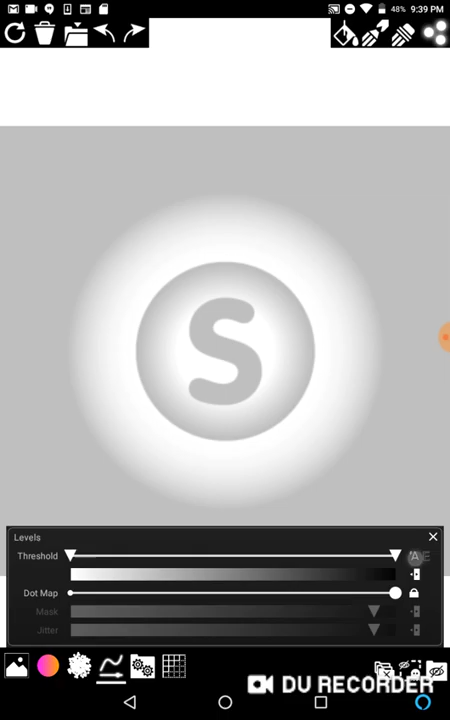 48% 9:39 PM
S
Levels
Threshold
Dot Map
Mask
Jitter
DU RECORDER